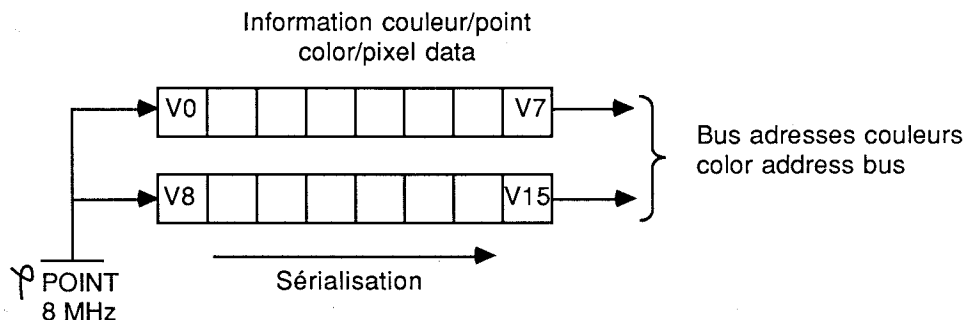 Information couleur/point
color/pixel data
V0 V7
Bus adresses couleurs
color address bus
V8 V15
Sérialisation
φ POINT
8 MHz